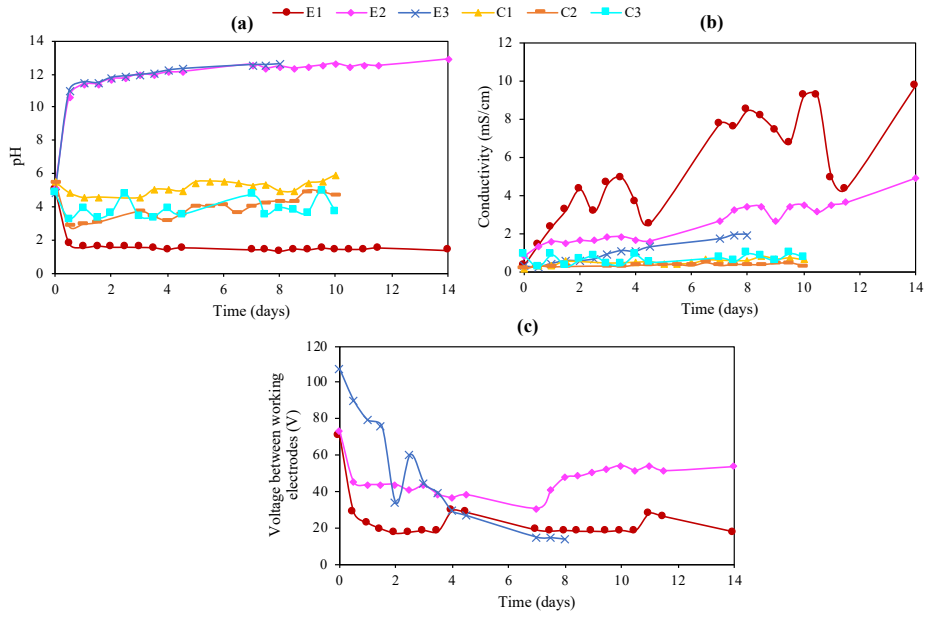 (a)
E1 E2 E3 C1 C2 C3
14
12
10
8
6
4
2
0
pH
0 2 4 6 8 10 12 14
Time (days)
(b)
12
10
8
6
4
2
0
Conductivity (mS/cm)
0 2 4 6 8 10 12 14
Time (days)
(c)
120
100
80
60
40
20
0
Voltage between working
electrodes (V)
0 2 4 6 8 10 12 14
Time (days)